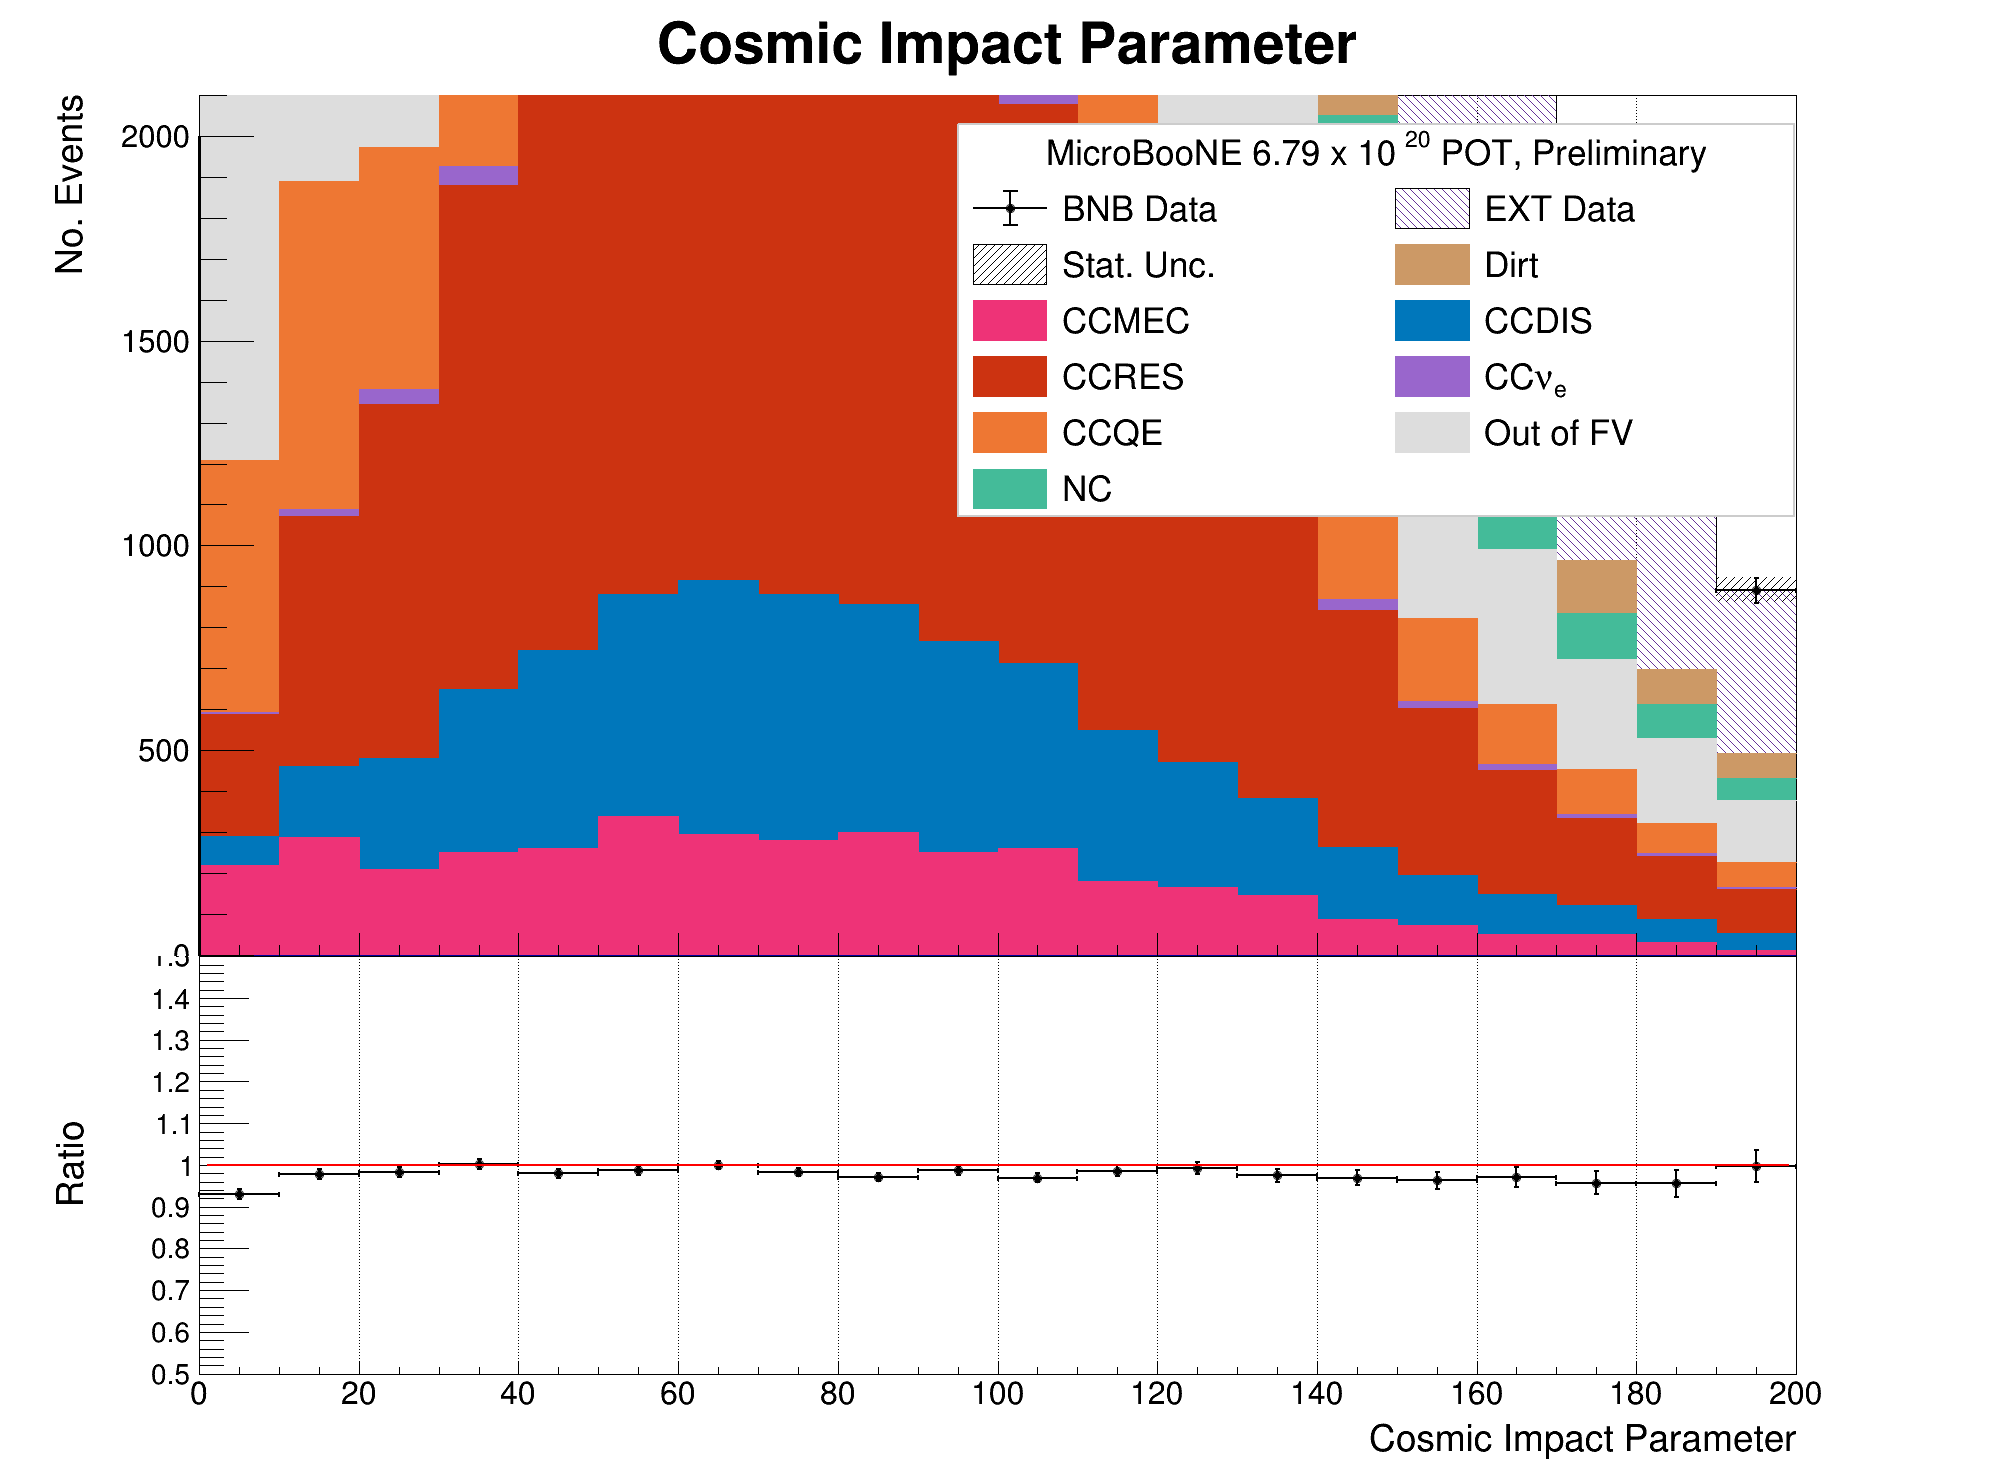 Cosmic Impact Parameter
No. Events
2000
1500
1000
500
0
MicroBooNE 6.79 x 10 20 POT, Preliminary
BNB Data
EXT Data
Stat. Unc.
Dirt
CCMEC
CCDIS
CCRES
CCνe
CCQE
Out of FV
NC
Ratio
1.5
1.4
1.3
1.2
1.1
1
0.9
0.8
0.7
0.6
0.5
0 20 40 60 80 100 120 140 160 180 200
Cosmic Impact Parameter